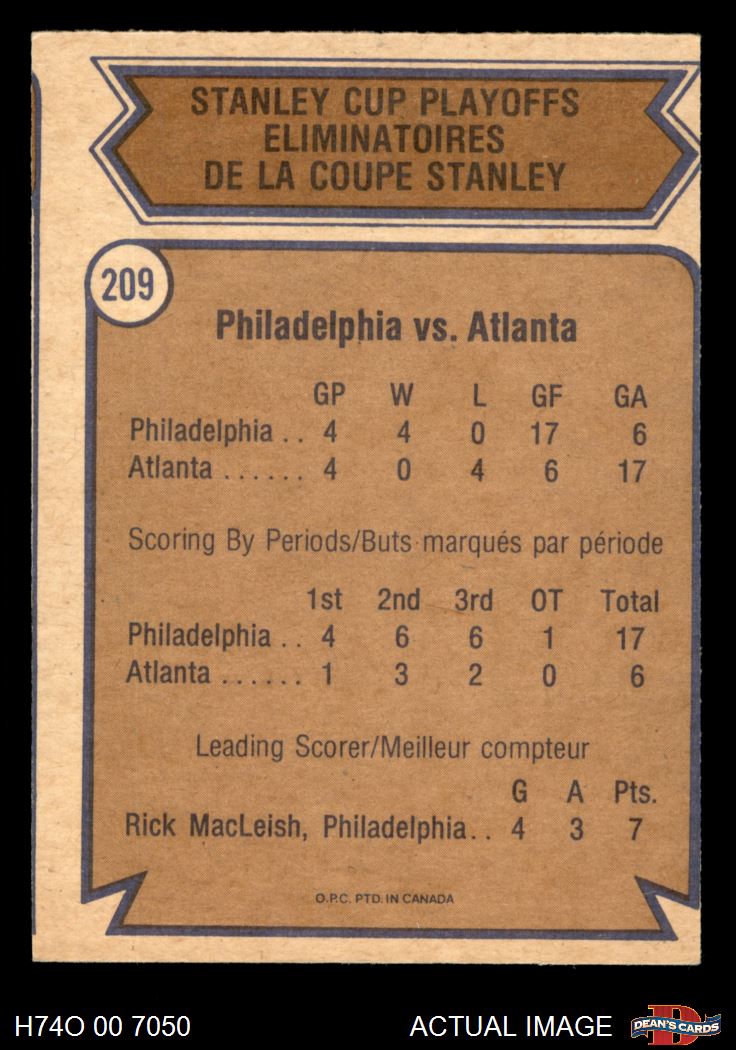 STANLEY CUP PLAYOFFS
ELIMINATOIRES
DE LA COUPE STANLEY
209
Philadelphia vs. Atlanta
GP W L GF GA
Philadelphia . . 4 4 0 17 6
Atlanta . . . . . . 4 0 4 6 17
Scoring By Periods/Buts marqués par période
1st 2nd 3rd OT Total
Philadelphia . . 4 6 6 1 17
Atlanta . . . . . . 1 3 2 0 6
Leading Scorer/Meilleur compteur
G A Pts.
Rick MacLeish, Philadelphia . . 4 3 7
O.P.C. PTD. IN CANADA
H74O 00 7050
ACTUAL IMAGE
D
DEAN'S CARDS